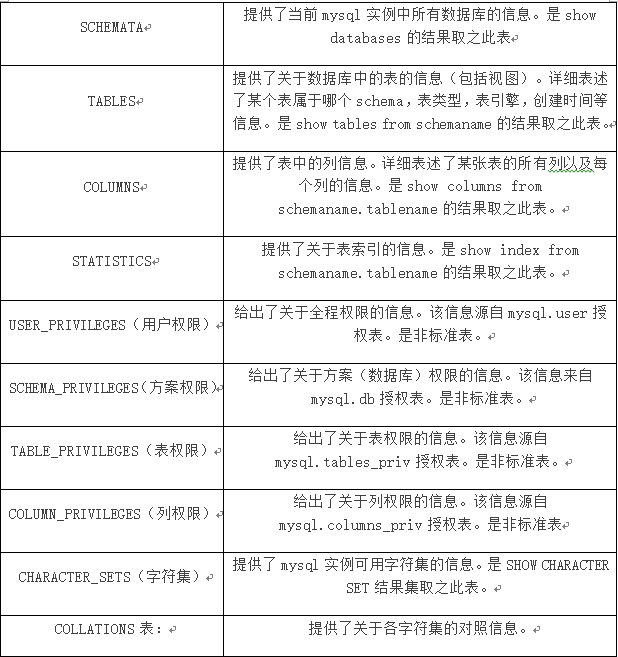 SCHEMATA
提供了当前 mysql 实例中所有数据库的信息。是 show
databases 的结果取之此表
TABLES
提供了关于数据库中的表的信息（包括视图）。详细表述
了某个表属于哪个 schema，表类型，表引擎，创建时间等
信息。是 show tables from schemaname 的结果取之此表。
COLUMNS
提供了表中的列信息。详细表述了某张表的所有列以及每
个列的信息。是 show columns from
schemaname.tablename 的结果取之此表。
STATISTICS
提供了关于表索引的信息。是 show index from
schemaname.tablename 的结果取之此表。
USER_PRIVILEGES（用户权限）
给出了关于全程权限的信息。该信息源自 mysql.user 授
权表。是非标准表。
SCHEMA_PRIVILEGES（方案权限）
给出了关于方案（数据库）权限的信息。该信息来自
mysql.db 授权表。是非标准表。
TABLE_PRIVILEGES（表权限）
给出了关于表权限的信息。该信息源自
mysql.tables_priv 授权表。是非标准表。
COLUMN_PRIVILEGES（列权限）
给出了关于列权限的信息。该信息源自
mysql.columns_priv 授权表。是非标准表
CHARACTER_SETS（字符集）
提供了 mysql 实例可用字符集的信息。是 SHOW CHARACTER
SET 结果集取之此表。
COLLATIONS 表：
提供了关于各字符集的对照信息。